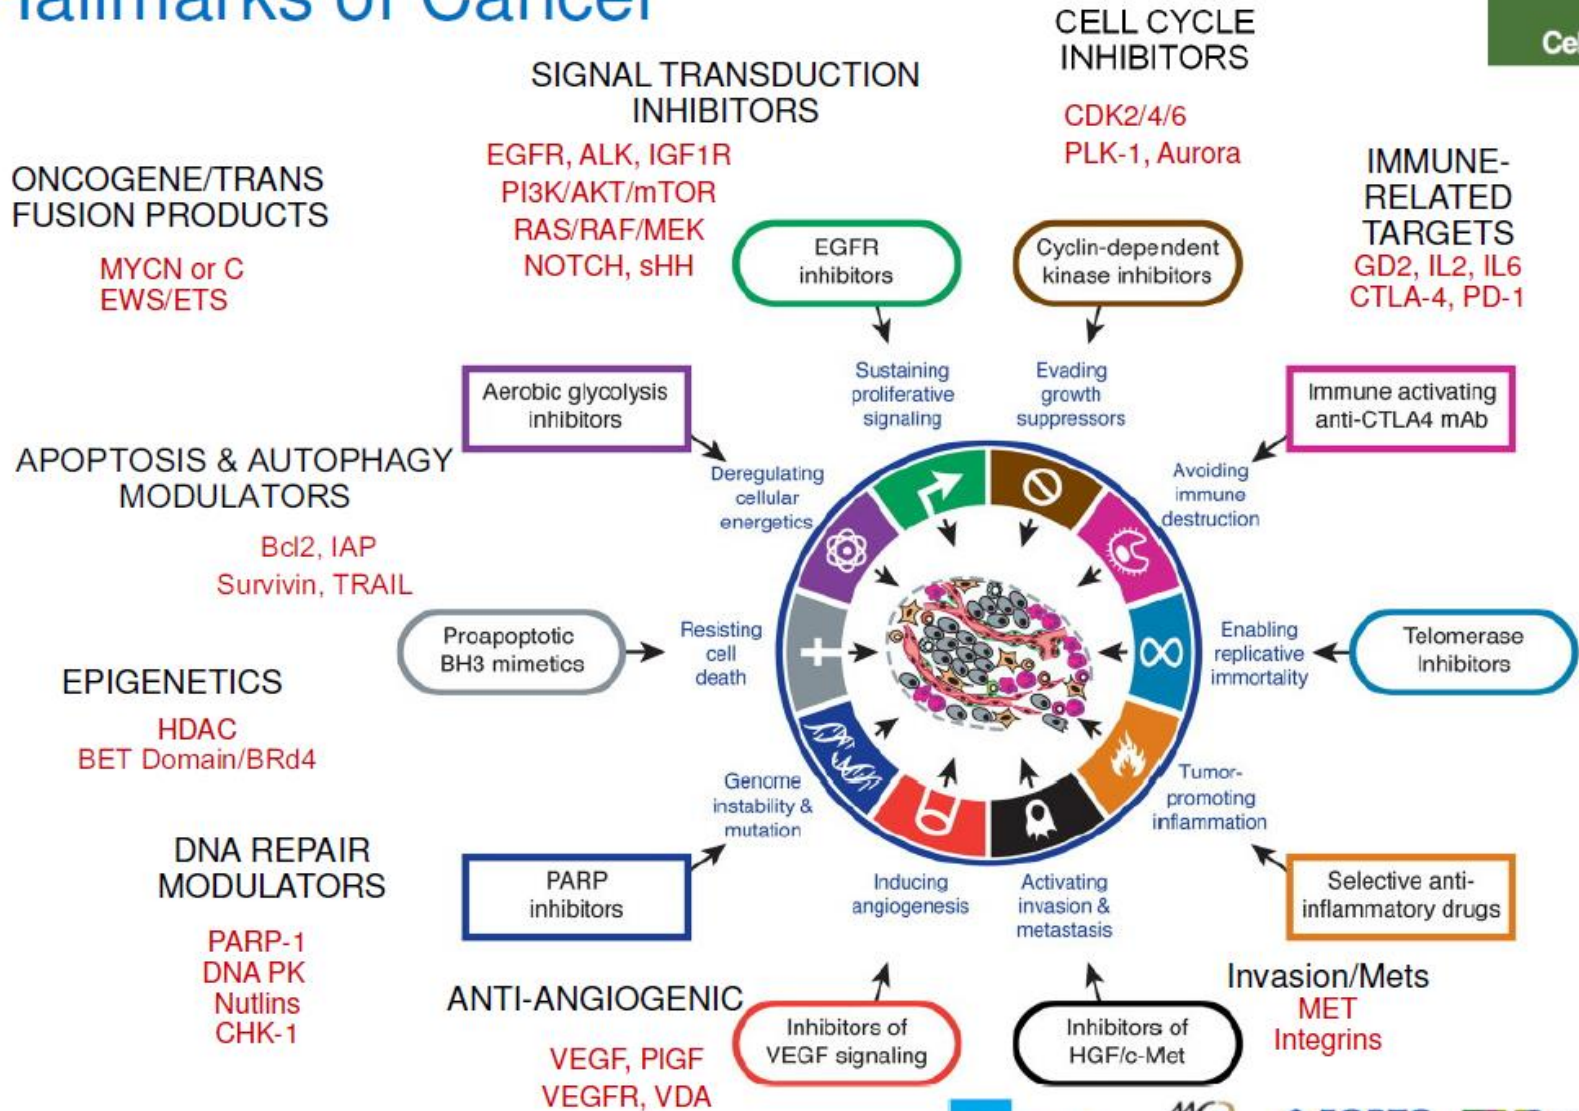 Hallmarks of Cancer
CELL CYCLE
INHIBITORS
CDK2/4/6
PLK-1, Aurora
SIGNAL TRANSDUCTION
INHIBITORS
EGFR, ALK, IGF1R
PI3K/AKT/mTOR
RAS/RAF/MEK
NOTCH, sHH
ONCOGENE/TRANS
FUSION PRODUCTS
MYCN or C
EWS/ETS
IMMUNE-
RELATED
TARGETS
GD2, IL2, IL6
CTLA-4, PD-1
EGFR
inhibitors
Cyclin-dependent
kinase inhibitors
Aerobic glycolysis
inhibitors
Sustaining
proliferative
signaling
Evading
growth
suppressors
Immune activating
anti-CTLA4 mAb
APOPTOSIS & AUTOPHAGY
MODULATORS
Bcl2, IAP
Survivin, TRAIL
Deregulating
cellular
energetics
Avoiding
immune
destruction
Proapoptotic
BH3 mimetics
Resisting
cell
death
Enabling
replicative
immortality
Telomerase
Inhibitors
EPIGENETICS
HDAC
BET Domain/BRd4
Genome
instability &
mutation
Tumor-
promoting
inflammation
DNA REPAIR
MODULATORS
PARP-1
DNA PK
Nutlins
CHK-1
PARP
inhibitors
Inducing
angiogenesis
Activating
invasion &
metastasis
Selective anti-
inflammatory drugs
ANTI-ANGIOGENIC
VEGF, PIGF
VEGFR, VDA
Inhibitors of
VEGF signaling
Inhibitors of
HGF/c-Met
Invasion/Mets
MET
Integrins